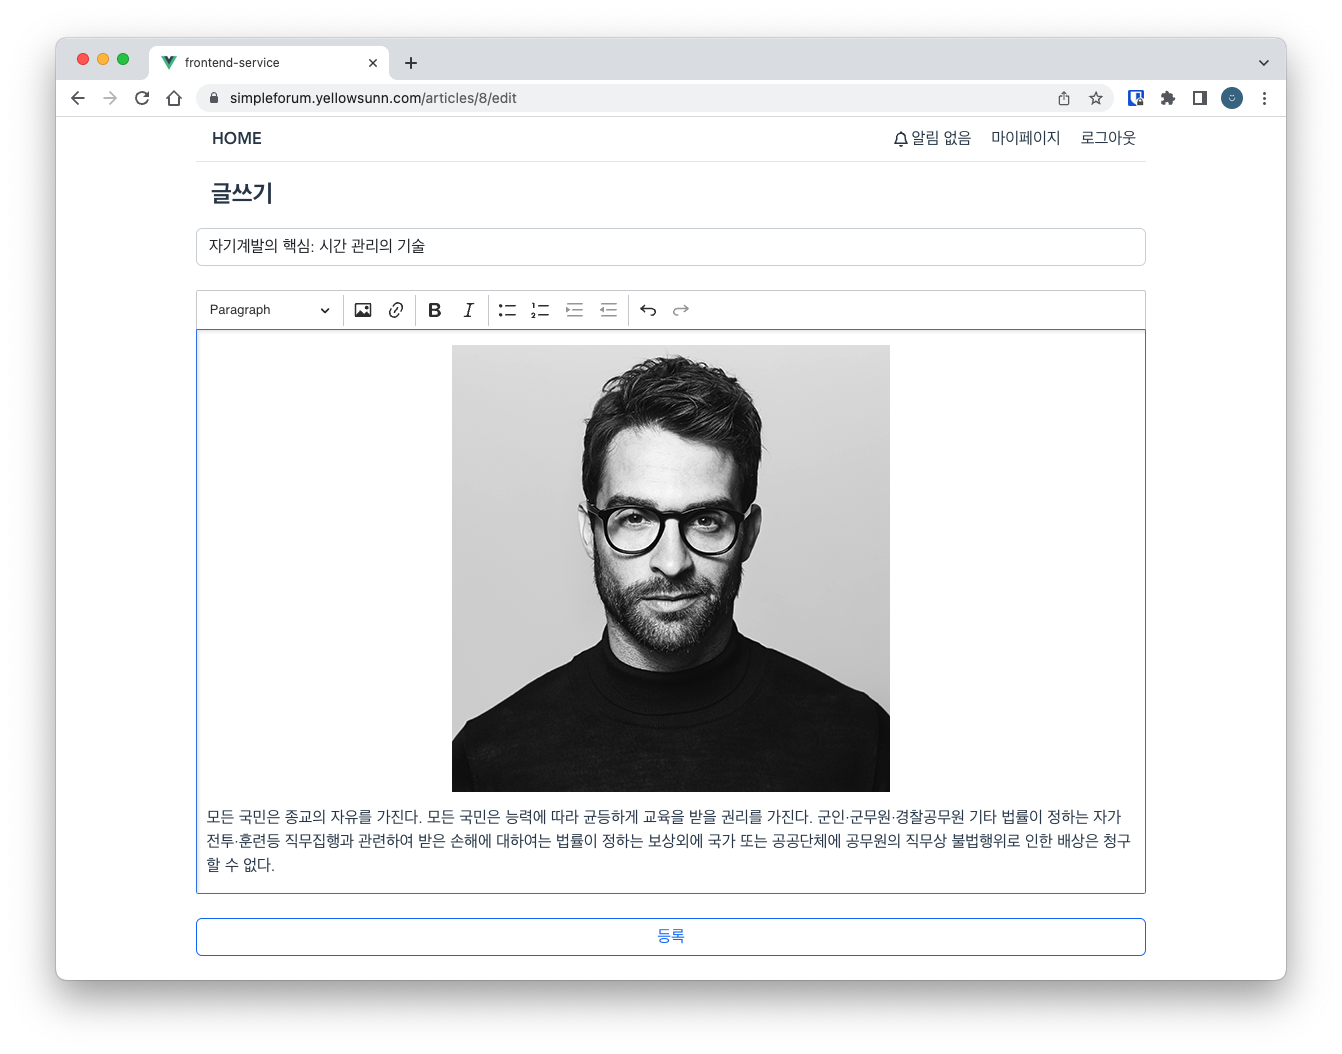 frontend-service
simpleforum.yellowsunn.com/articles/8/edit
HOME
알림 없음 마이페이지 로그아웃
글쓰기
자기계발의 핵심: 시간 관리의 기술
Paragraph
모든 국민은 종교의 자유를 가진다. 모든 국민은 능력에 따라 균등하게 교육을 받을 권리를 가진다. 군인·군무원·경찰공무원 기타 법률이 정하는 자가
전투·훈련등 직무집행과 관련하여 받은 손해에 대하여는 법률이 정하는 보상외에 국가 또는 공공단체에 공무원의 직무상 불법행위로 인한 배상은 청구
할 수 없다.
등록